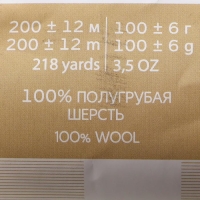 200 ± 12 м 100 ± 6 г
200 ± 12 m 100 ± 6 g
218 yards 3,5 OZ
100% ПОЛУГРУБАЯ
ШЕРСТЬ
100% WOOL